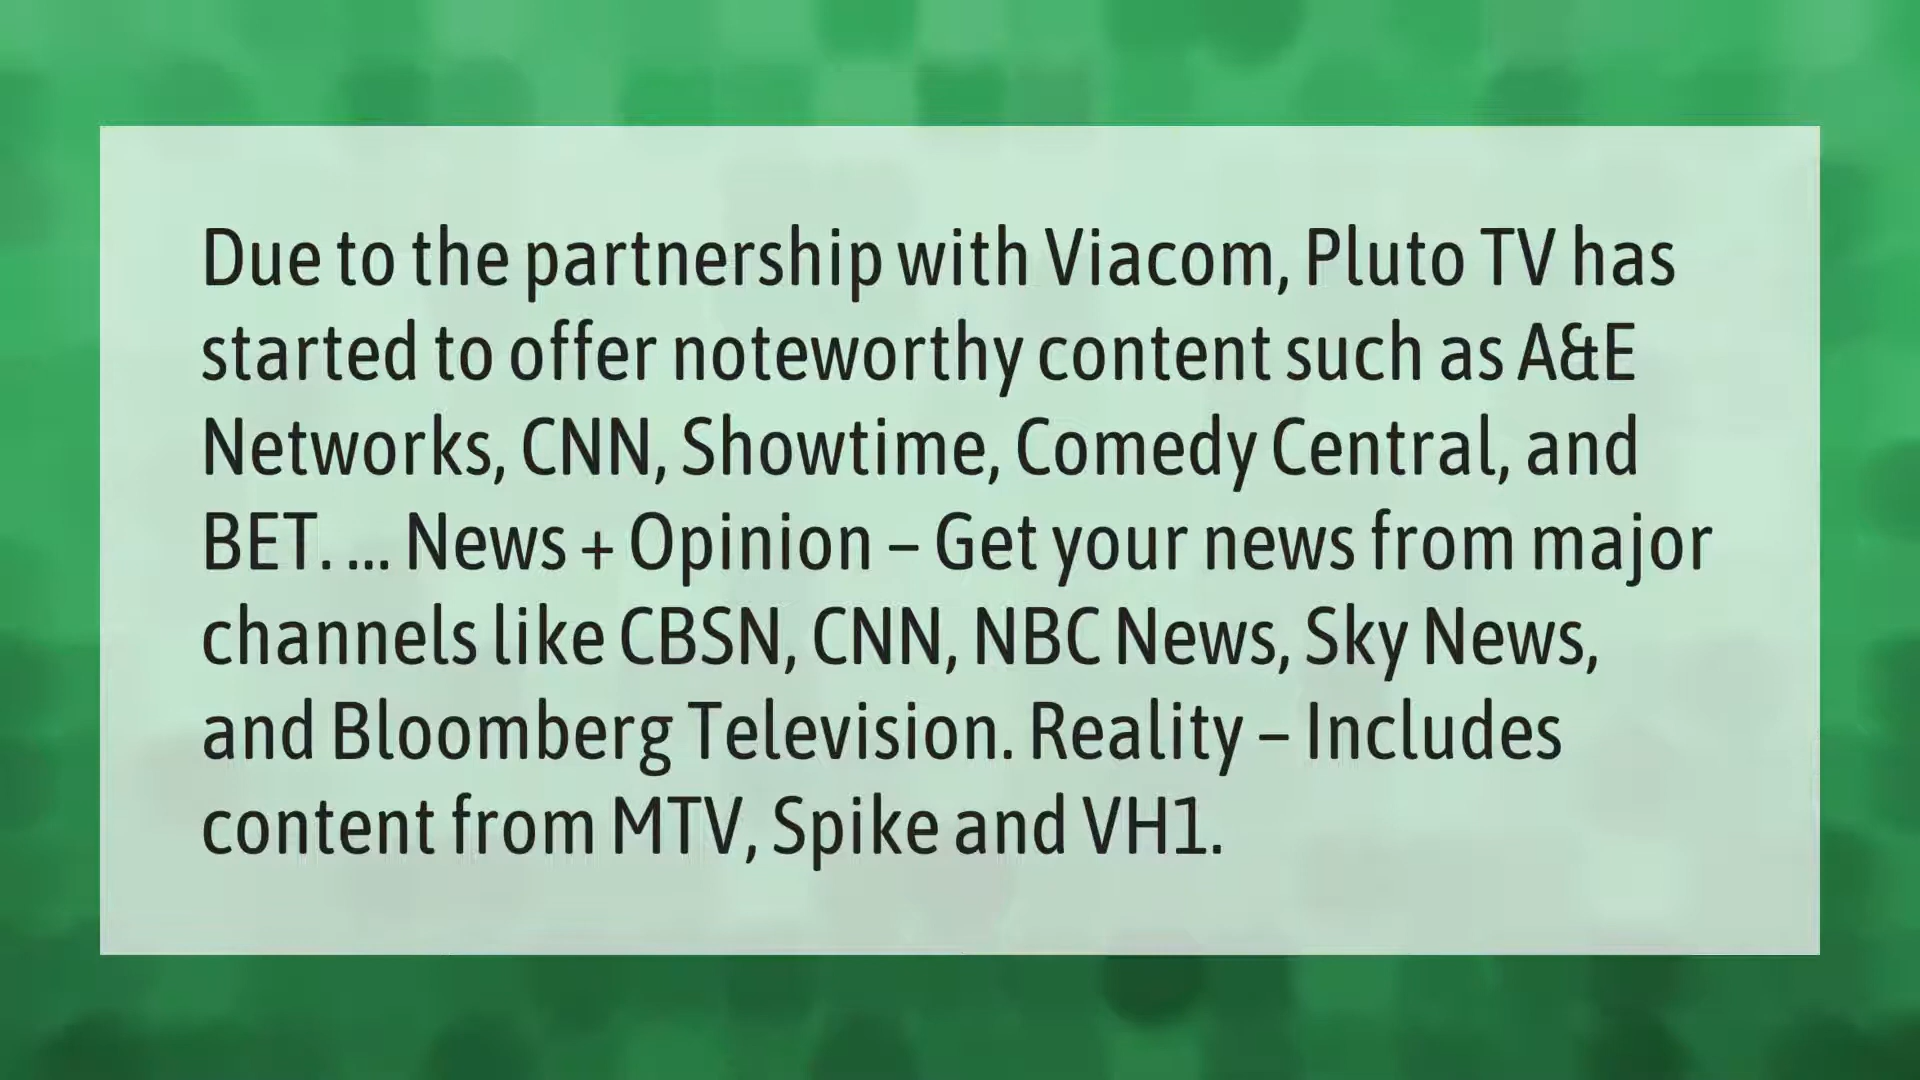 Due to the partnership with Viacom, Pluto TV has
started to offer noteworthy content such as A&E
Networks, CNN, Showtime, Comedy Central, and
BET. ... News + Opinion – Get your news from major
channels like CBSN, CNN, NBC News, Sky News,
and Bloomberg Television. Reality – Includes
content from MTV, Spike and VH1.